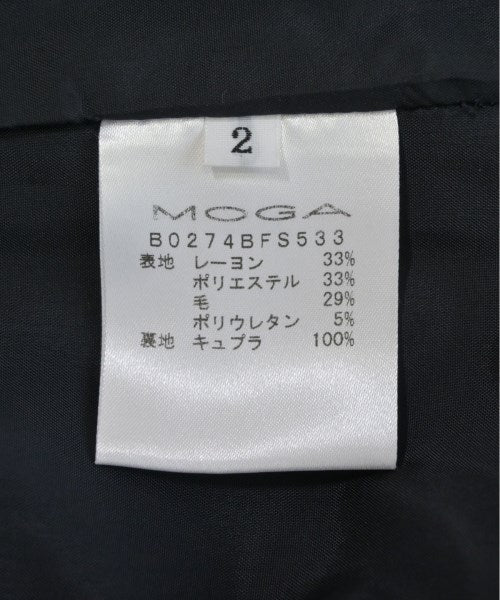 2
MOGA
B0274BFS533
表地 レーヨン 33%
ポリエステル 33%
毛 29%
ポリウレタン 5%
裏地 キュプラ 100%